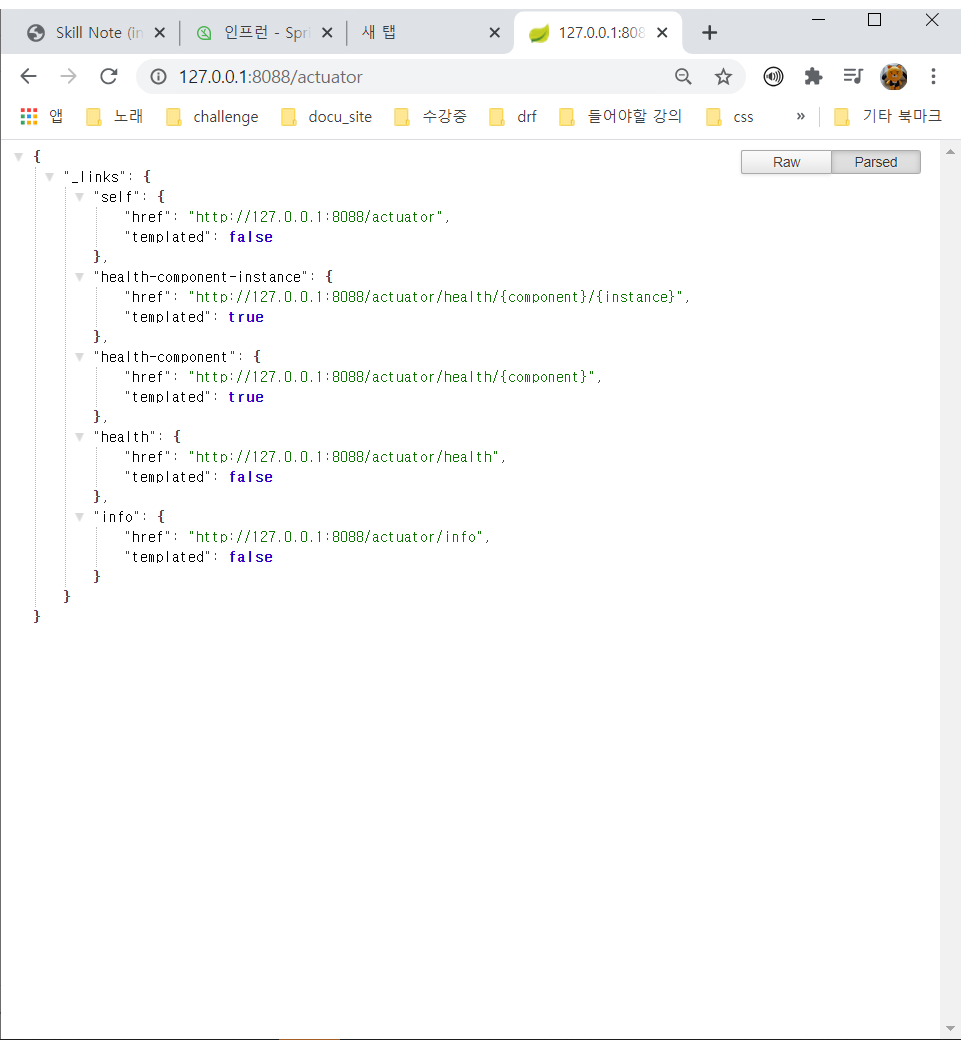 Skill Note (in
인프런 - Spri
새 탭
127.0.0.1:808
127.0.0.1:8088/actuator
앱 노래 challenge docu_site 수강중 drf 들어야할 강의 css » 기타 북마크
Raw Parsed
{
"_links": {
"self": {
"href": "http://127.0.0.1:8088/actuator",
"templated": false
},
"health-component-instance": {
"href": "http://127.0.0.1:8088/actuator/health/{component}/{instance}",
"templated": true
},
"health-component": {
"href": "http://127.0.0.1:8088/actuator/health/{component}",
"templated": true
},
"health": {
"href": "http://127.0.0.1:8088/actuator/health",
"templated": false
},
"info": {
"href": "http://127.0.0.1:8088/actuator/info",
"templated": false
}
}
}